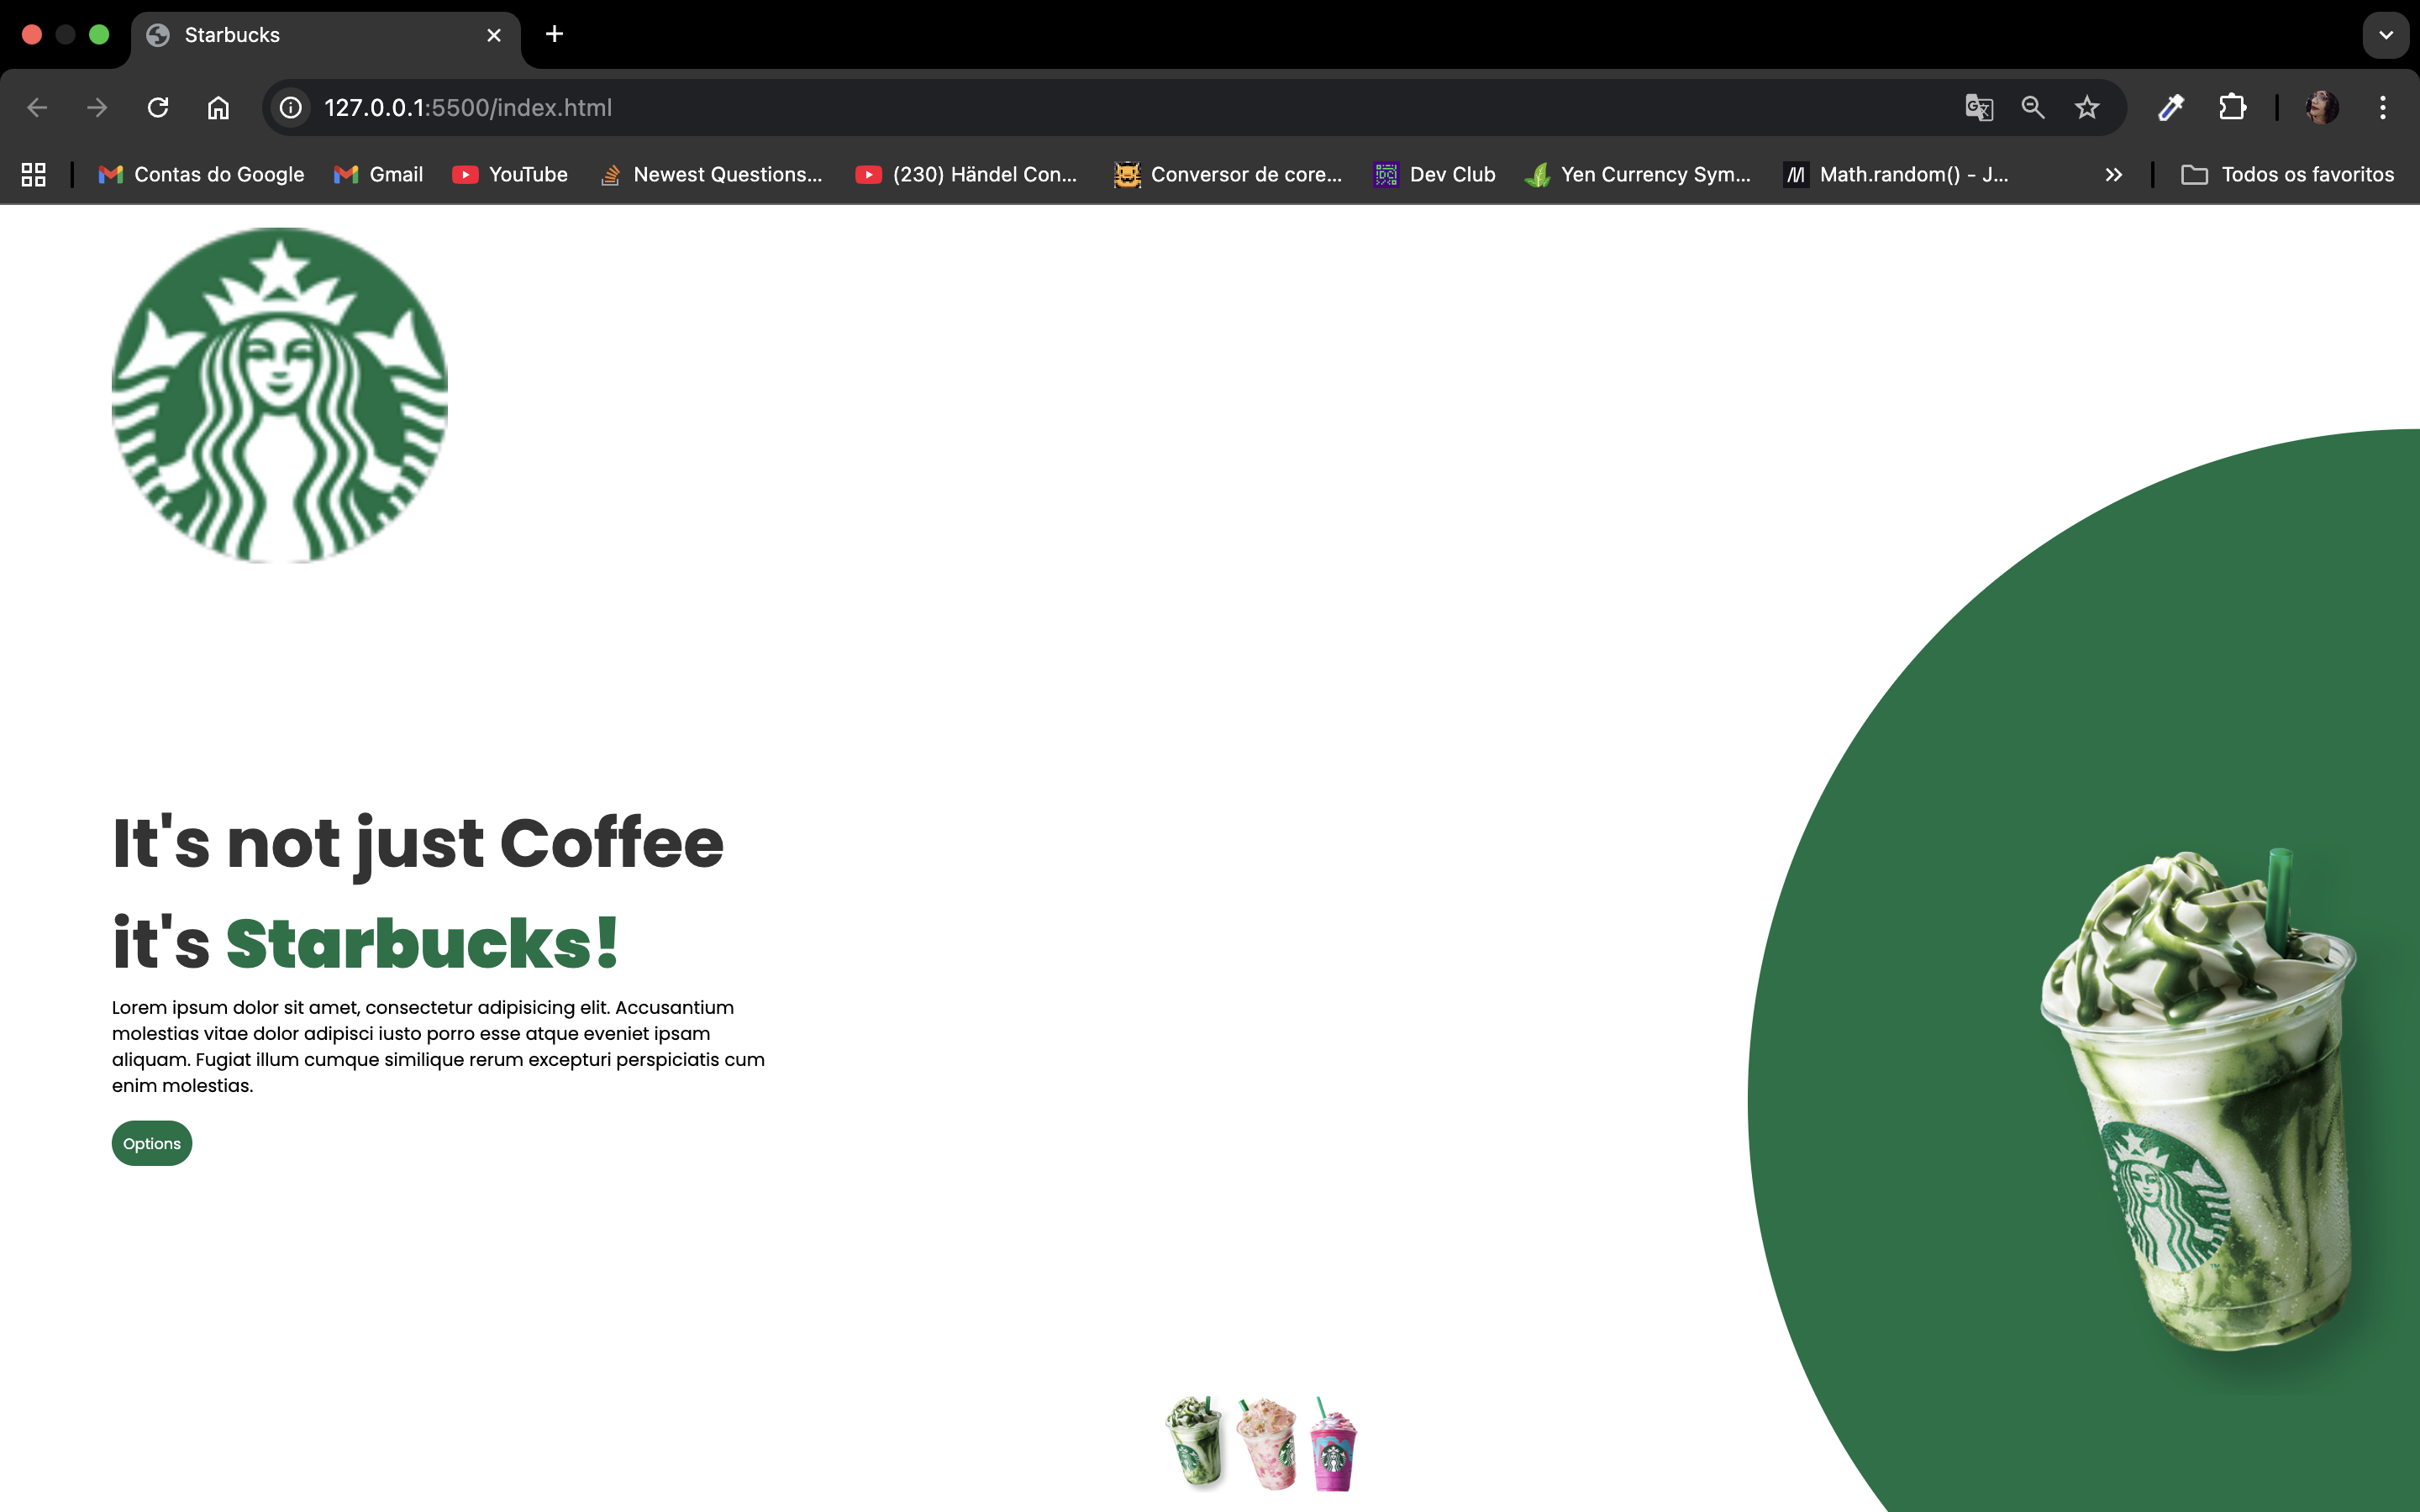 Starbucks
127.0.0.1:5500/index.html
Contas do Google
Gmail
YouTube
Newest Questions...
(230) Händel Con...
Conversor de core...
Dev Club
Yen Currency Sym...
Math.random() - J...
Todos os favoritos
It's not just Coffee
it's Starbucks!
Lorem ipsum dolor sit amet, consectetur adipisicing elit. Accusantium
molestias vitae dolor adipisci iusto porro esse atque eveniet ipsam
aliquam. Fugiat illum cumque similique rerum excepturi perspiciatis cum
enim molestias.
Options